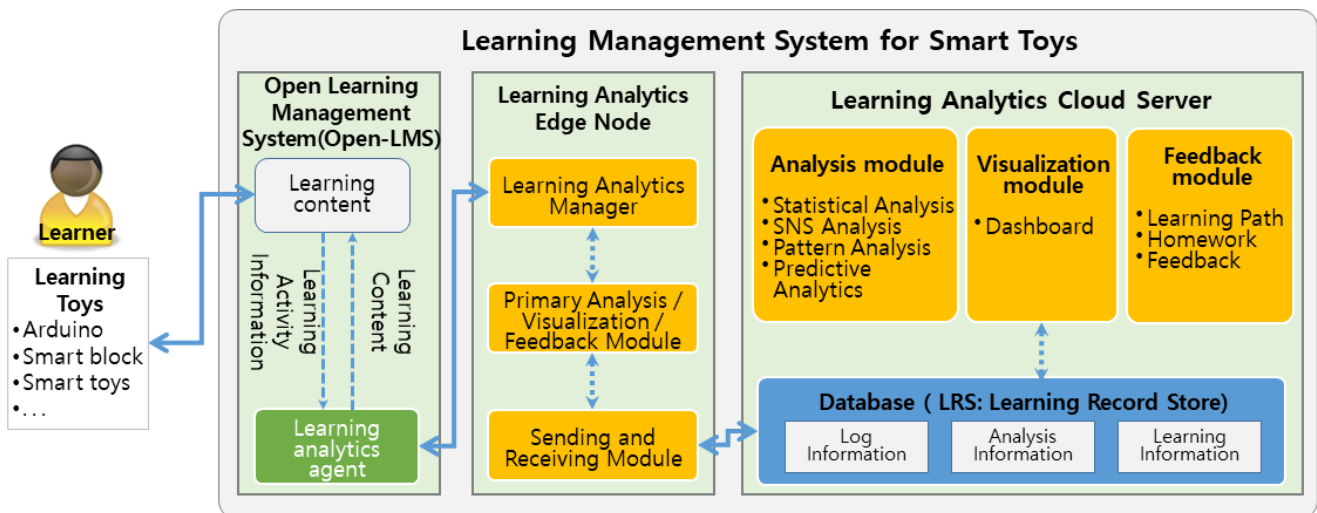 Learning Management System for Smart Toys
Learner
Learning
Toys
•Arduino
•Smart block
•Smart toys
•. . .
Open Learning
Management
System(Open-LMS)
Learning
content
Learning
Activity
Information
Learning
Content
Learning
analytics
agent
Learning Analytics
Edge Node
Learning Analytics
Manager
Primary Analysis /
Visualization /
Feedback Module
Sending and
Receiving Module
Learning Analytics Cloud Server
Analysis module
•Statistical Analysis
•SNS Analysis
•Pattern Analysis
•Predictive
Analytics
Visualization
module
• Dashboard
Feedback
module
•Learning Path
•Homework
•Feedback
Database ( LRS: Learning Record Store)
Log
Information
Analysis
Information
Learning
Information